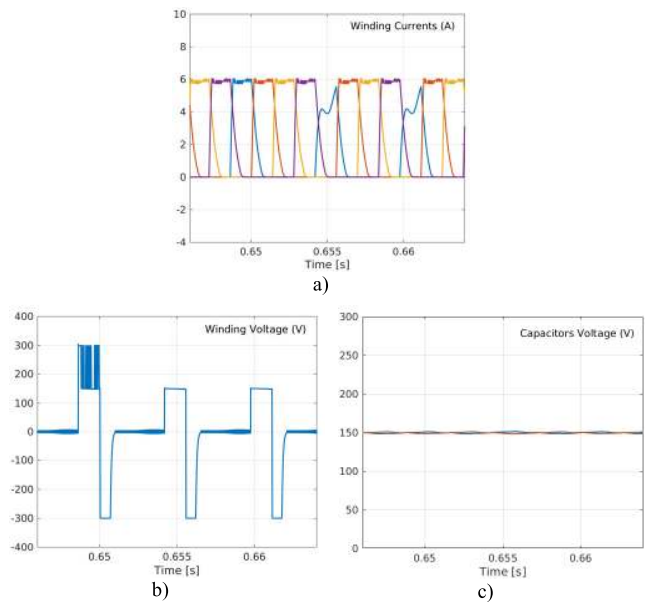 10
Winding Currents (A)
8
6
4
2
0
-2
-4
0.65 0.655 0.66
Time [s]
a)
400
Winding Voltage (V)
300
200
100
0
-100
-200
-300
-400
0.65 0.655 0.66
Time [s]
b)
300
Capacitors Voltage (V)
250
200
150
100
50
0
0.65 0.655 0.66
Time [s]
c)